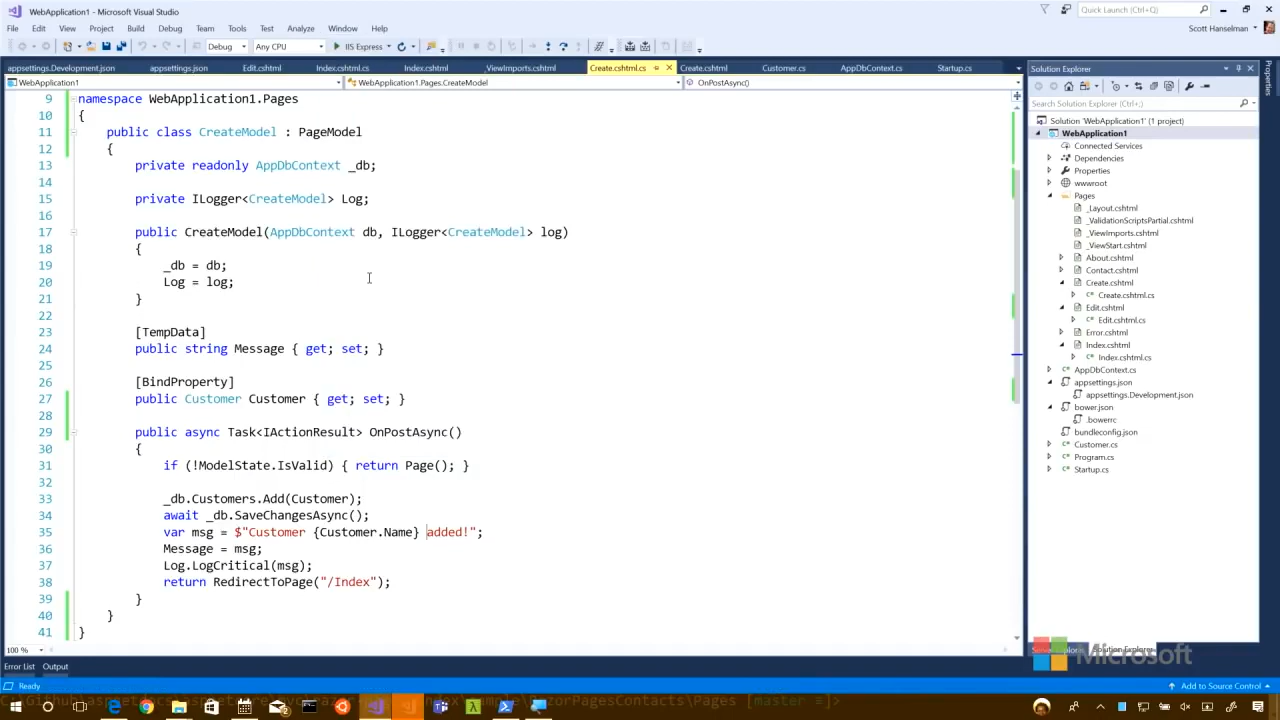 WebApplication1 - Microsoft Visual Studio
Quick Launch (Ctrl+Q)
File Edit View Project Build Debug Team Tools Test Analyze Window Help
Scott Hanselman
Debug Any CPU IIS Express
appsettings.Development.json appsettings.json Edit.cshtml Index.cshtml.cs Index.cshtml _ViewImports.cshtml Create.cshtml.cs Create.cshtml Customer.cs AppDbContext.cs Startup.cs
WebApplication1 WebApplication1.Pages.CreateModel OnPostAsync()
9 namespace WebApplication1.Pages
10 {
11 public class CreateModel : PageModel
12 {
13 private readonly AppDbContext _db;
14
15 private ILogger<CreateModel> Log;
16
17 public CreateModel(AppDbContext db, ILogger<CreateModel> log)
18 {
19 _db = db;
20 Log = log;
21 }
22
23 [TempData]
24 public string Message { get; set; }
25
26 [BindProperty]
27 public Customer Customer { get; set; }
28
29 public async Task<IActionResult> OnPostAsync()
30 {
31 if (!ModelState.IsValid) { return Page(); }
32
33 _db.Customers.Add(Customer);
34 await _db.SaveChangesAsync();
35 var msg = $"Customer {Customer.Name} added!";
36 Message = msg;
37 Log.LogCritical(msg);
38 return RedirectToPage("/Index");
39 }
40 }
41 }
100 %
Error List Output
Ready
Solution Explorer
Search Solution Explorer (Ctrl+;)
Solution 'WebApplication1' (1 project)
WebApplication1
Connected Services
Dependencies
Properties
wwwroot
Pages
_Layout.cshtml
_ValidationScriptsPartial.cshtml
_ViewImports.cshtml
_ViewStart.cshtml
About.cshtml
Contact.cshtml
Create.cshtml
Create.cshtml.cs
Edit.cshtml
Edit.cshtml.cs
Error.cshtml
Index.cshtml
Index.cshtml.cs
AppDbContext.cs
appsettings.json
appsettings.Development.json
bower.json
.bowerrc
bundleconfig.json
Customer.cs
Program.cs
Startup.cs
Solution Explorer
Microsoft
Properties
Add to Source Control
[master ≡]>